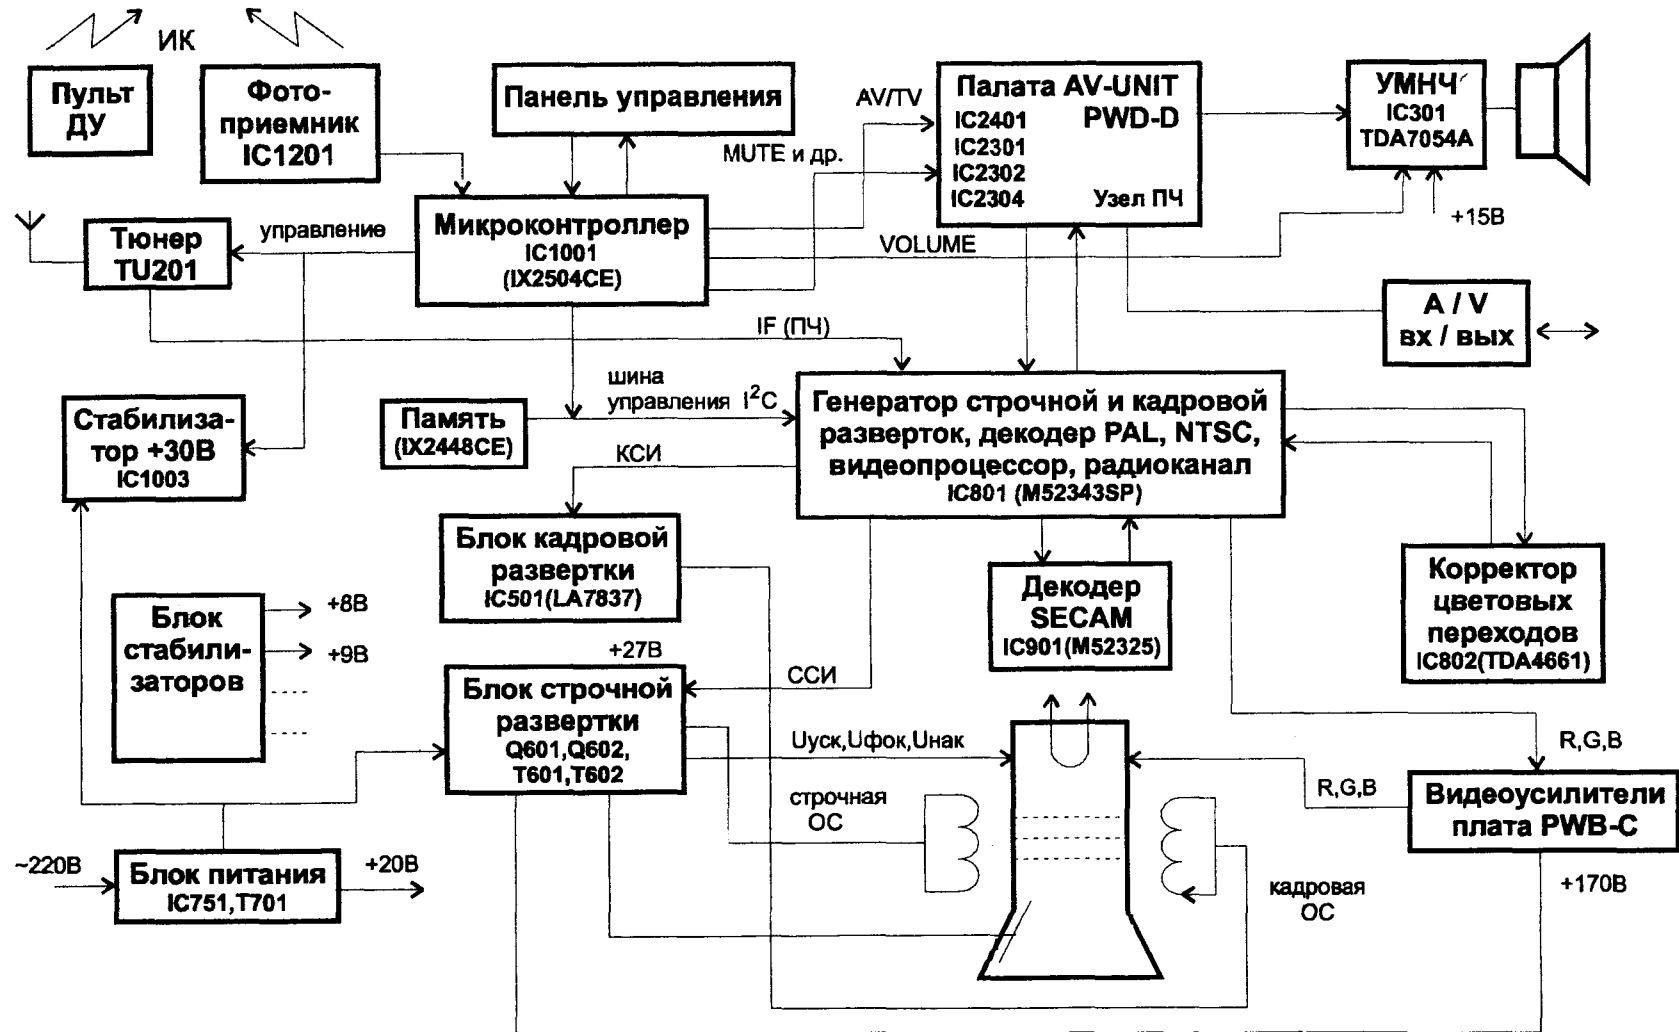 ИК
Пульт
ДУ
Фото-
приемник
IC1201
Панель управления
AV/TV
MUTE и др.
Палата AV-UNIT
IC2401 PWD-D
IC2301
IC2302
IC2304 Узел ПЧ
УМНЧ
IC301
TDA7054A
+15В
Тюнер
TU201
управление
Микроконтроллер
IC1001
(IX2504CE)
VOLUME
A / V
вх / вых
IF (ПЧ)
Стабилиза-
тор +30В
IC1003
Память
(IX2448CE)
шина
управления I²C
Генератор строчной и кадровой
разверток, декодер PAL, NTSC,
видеопроцессор, радиоканал
IC801 (M52343SP)
КСИ
Блок кадровой
развертки
IC501(LA7837)
Декодер
SECAM
IC901(M52325)
Корректор
цветовых
переходов
IC802(TDA4661)
Блок
стабили-
заторов
+8В
+9В
+27В
ССИ
Блок строчной
развертки
Q601,Q602,
T601,T602
Uуск,Uфок,Uнак
R,G,B
R,G,B
строчная
ОС
Видеоусилители
плата PWB-C
~220В
Блок питания
IC751,T701
+20В
кадровая
ОС
+170В